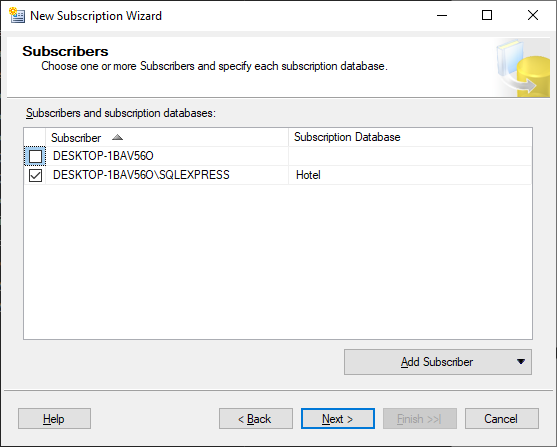 New Subscription Wizard
Subscribers
Choose one or more Subscribers and specify each subscription database.
Subscribers and subscription databases:
Subscriber Subscription Database
DESKTOP-1BAV56O
DESKTOP-1BAV56O\SQLEXPRESS Hotel
Add Subscriber
Help < Back Next > Finish >>| Cancel